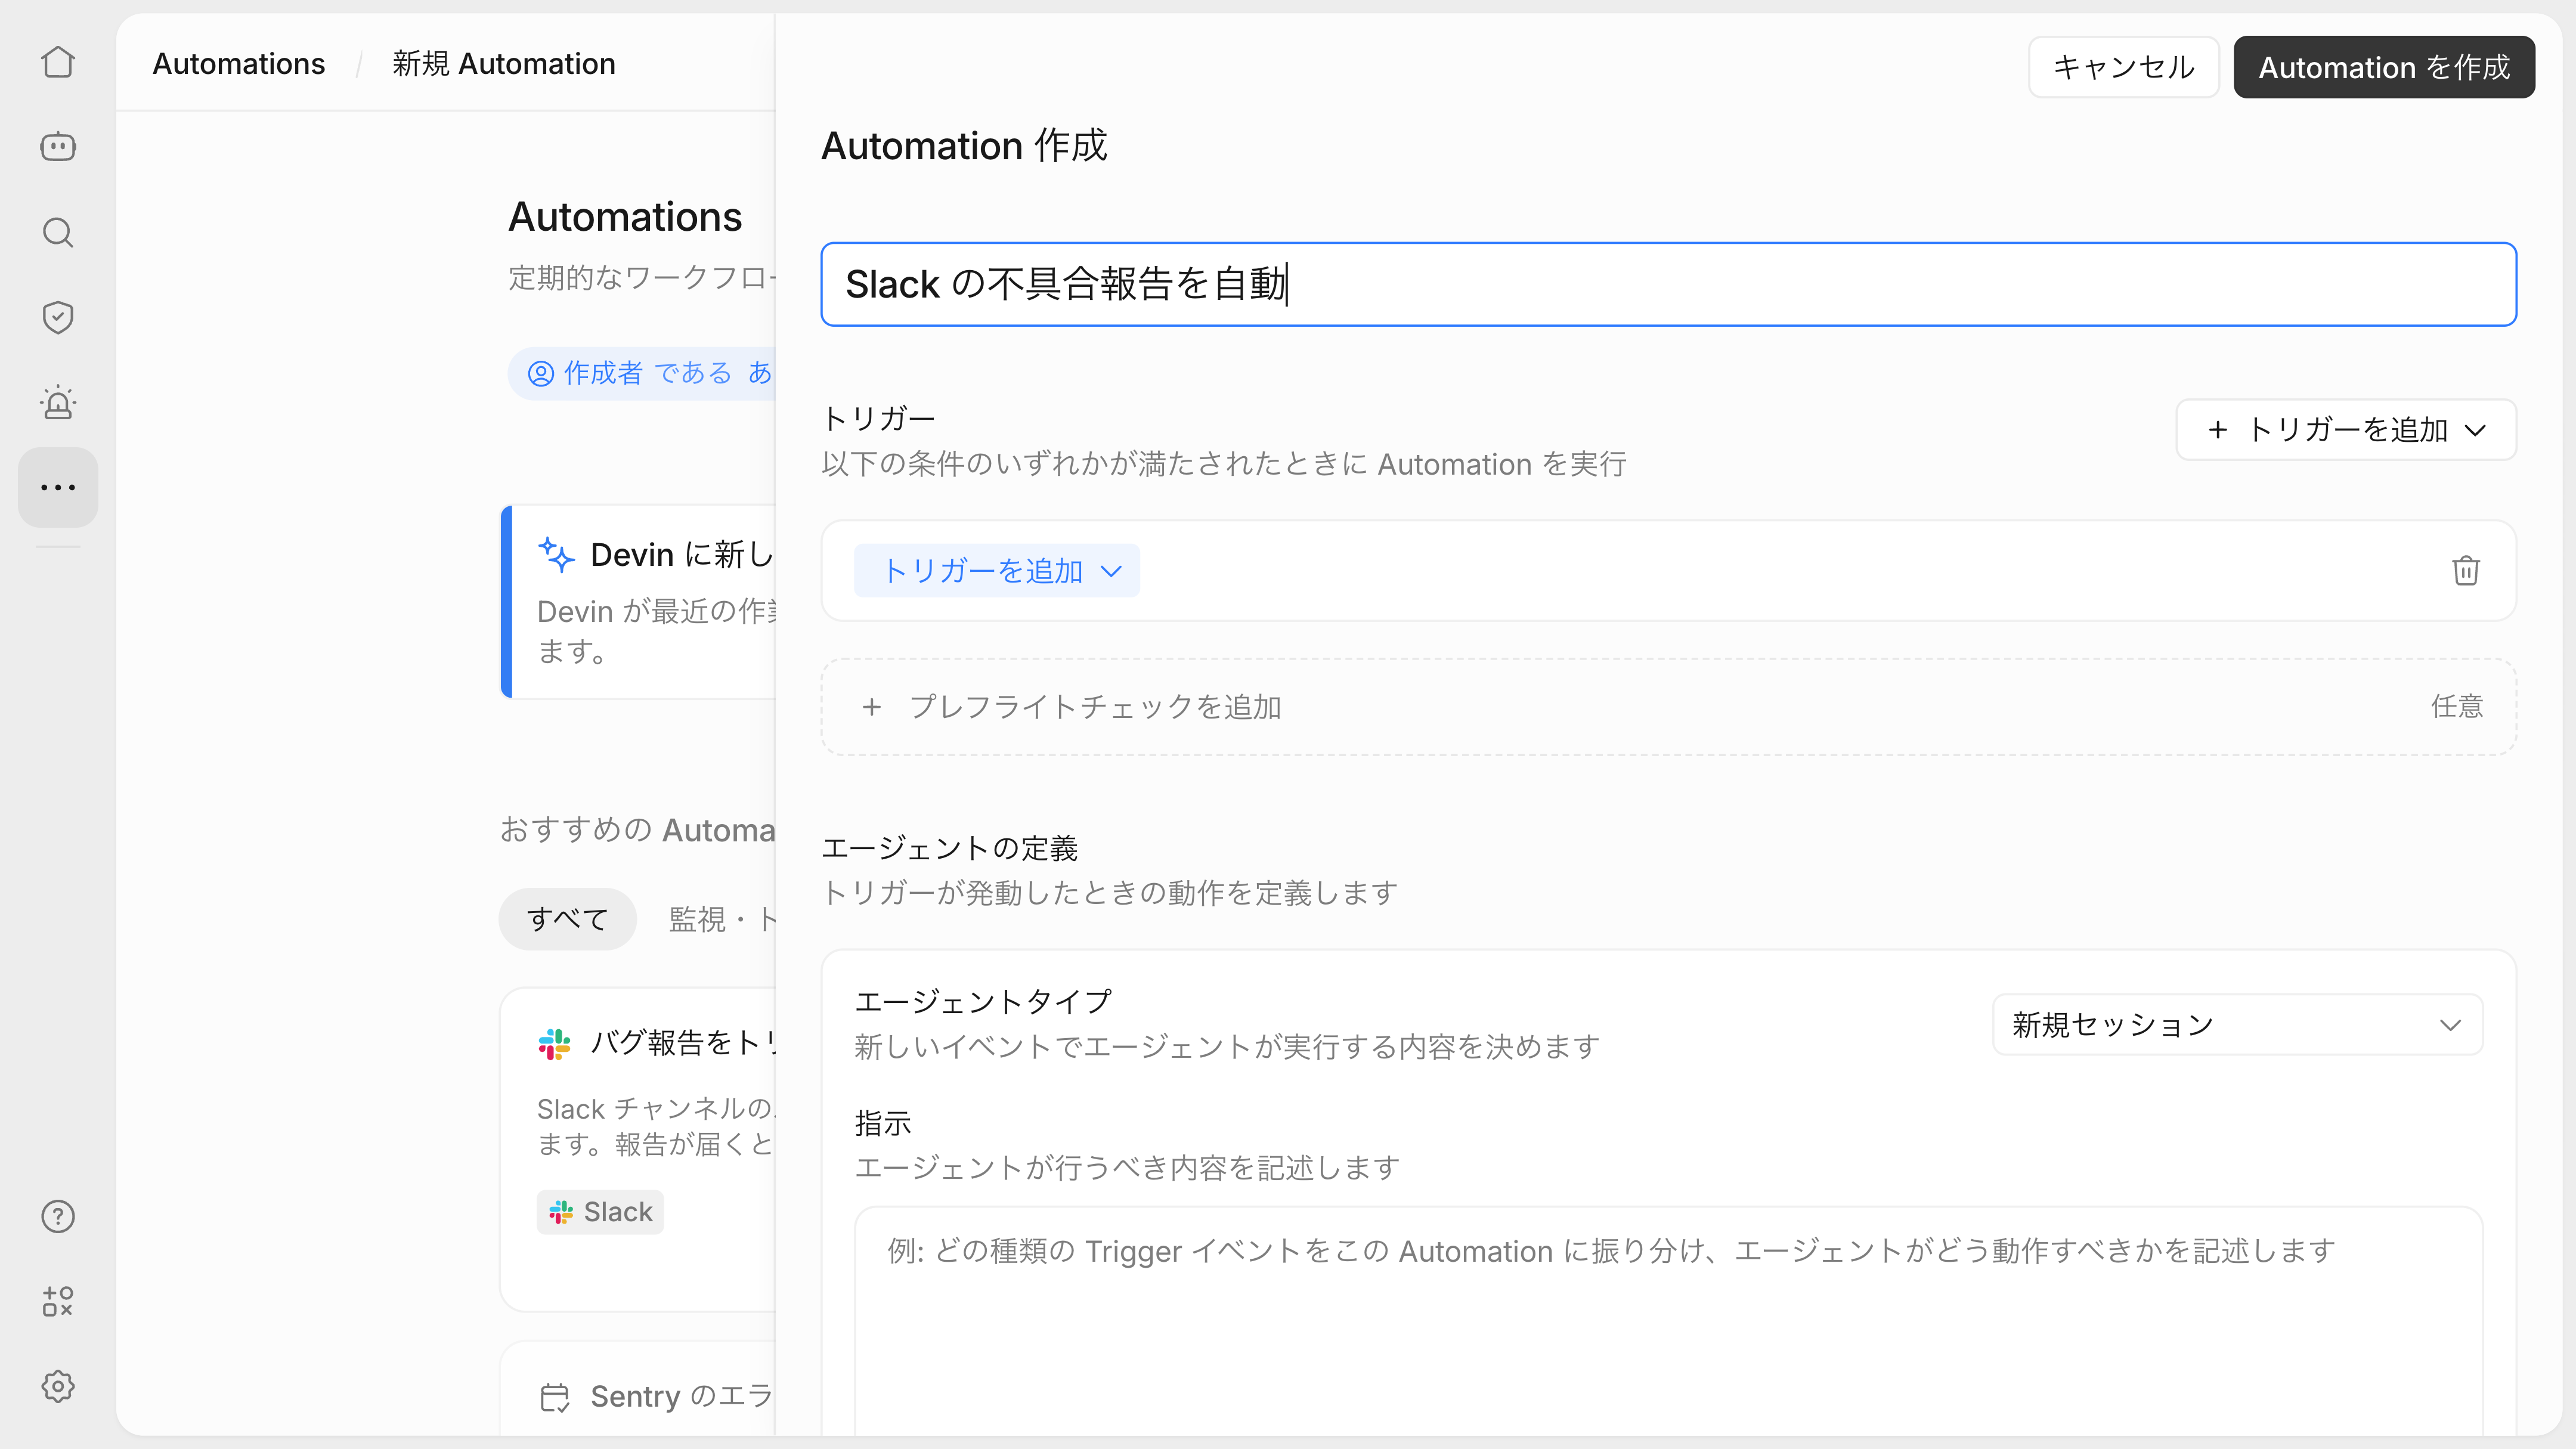 Automations / 新規 Automation
Automations
定期的なワークフロー
作成者 である あ
Devin に新し
Devin が最近の作業
ます。
おすすめの Automa
すべて 監視・ト
バグ報告をトリ
Slack チャンネルの
ます。報告が届くと
Slack
Sentry のエラ
キャンセル Automation を作成
Automation 作成
Slack の不具合報告を自動
トリガー
以下の条件のいずれかが満たされたときに Automation を実行
+ トリガーを追加
トリガーを追加
+ プレフライトチェックを追加 任意
エージェントの定義
トリガーが発動したときの動作を定義します
エージェントタイプ
新しいイベントでエージェントが実行する内容を決めます
新規セッション
指示
エージェントが行うべき内容を記述します
例: どの種類の Trigger イベントをこの Automation に振り分け、エージェントがどう動作すべきかを記述します